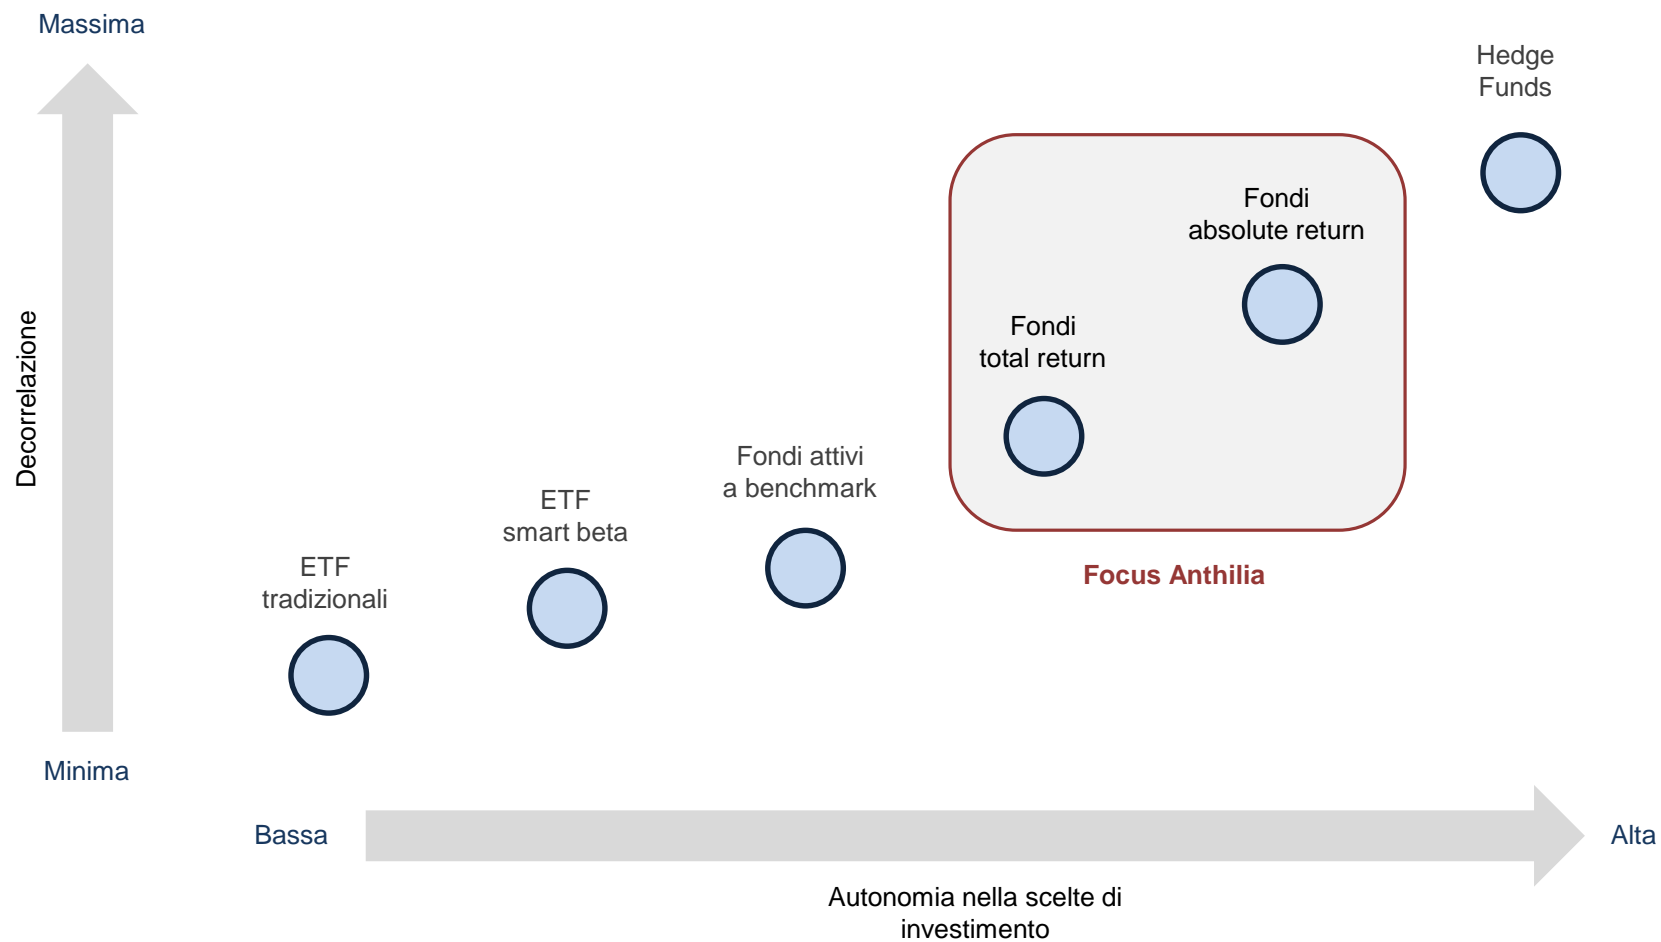 Massima
Hedge
Funds
Fondi
absolute return
Fondi
total return
Decorrelazione
Fondi attivi
a benchmark
ETF
smart beta
ETF
tradizionali
Focus Anthilia
Minima
Bassa
Alta
Autonomia nella scelte di
investimento